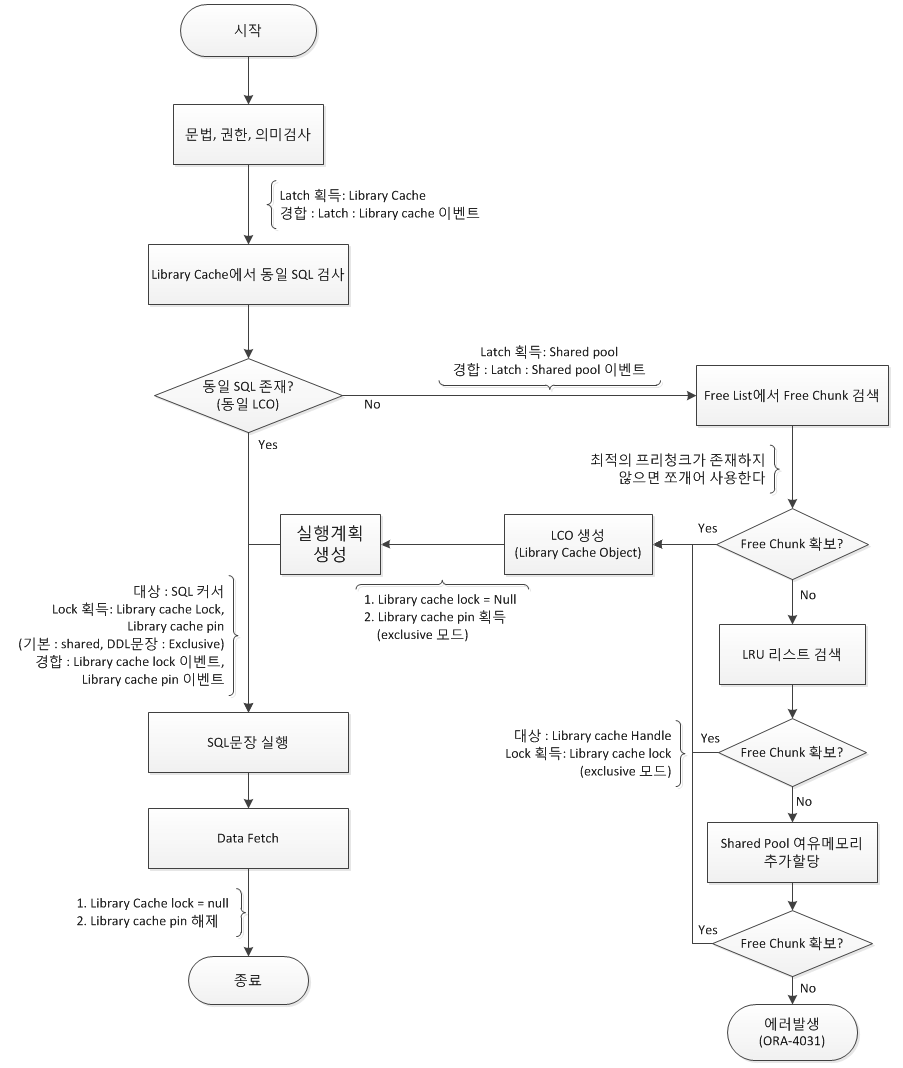 시작
문법, 권한, 의미검사
Latch 획득: Library Cache
경합 : Latch : Library cache 이벤트
Library Cache에서 동일 SQL 검사
동일 SQL 존재?
(동일 LCO)
No
Yes
Latch 획득: Shared pool
경합 : Latch : Shared pool 이벤트
Free List에서 Free Chunk 검색
최적의 프리청크가 존재하지
않으면 쪼개어 사용한다
Free Chunk 확보?
Yes
No
LCO 생성
(Library Cache Object)
실행계획
생성
1. Library cache lock = Null
2. Library cache pin 획득
(exclusive 모드)
대상 : SQL 커서
Lock 획득: Library cache Lock,
Library cache pin
(기본 : shared, DDL문장 : Exclusive)
경합 : Library cache lock 이벤트,
Library cache pin 이벤트
LRU 리스트 검색
대상 : Library cache Handle
Lock 획득: Library cache lock
(exclusive 모드)
Yes
Free Chunk 확보?
No
SQL문장 실행
Data Fetch
Shared Pool 여유메모리
추가할당
1. Library Cache lock = null
2. Library cache pin 해제
Yes
Free Chunk 확보?
No
종료
에러발생
(ORA-4031)